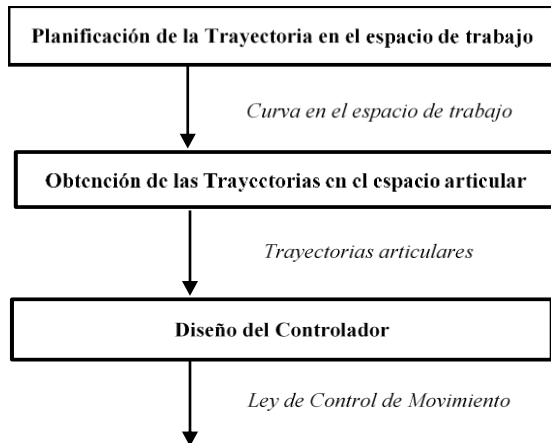 Planificación de la Trayectoria en el espacio de trabajo
Curva en el espacio de trabajo
Obtención de las Trayectorias en el espacio articular
Trayectorias articulares
Diseño del Controlador
Ley de Control de Movimiento